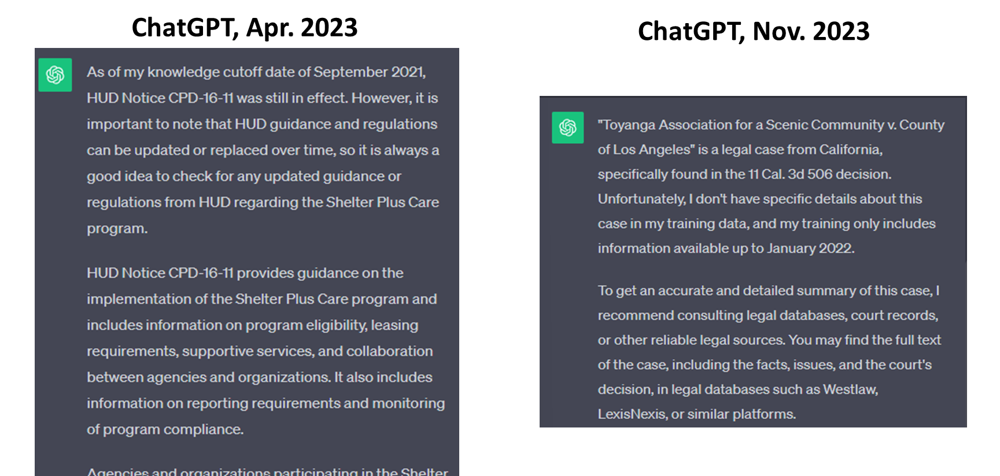 ChatGPT, Apr. 2023
As of my knowledge cutoff date of September 2021,
HUD Notice CPD-16-11 was still in effect. However, it is
important to note that HUD guidance and regulations
can be updated or replaced over time, so it is always a
good idea to check for any updated guidance or
regulations from HUD regarding the Shelter Plus Care
program.
HUD Notice CPD-16-11 provides guidance on the
implementation of the Shelter Plus Care program and
includes information on program eligibility, leasing
requirements, supportive services, and collaboration
between agencies and organizations. It also includes
information on reporting requirements and monitoring
of program compliance.
Agencies and organizations participating in the Shelter
ChatGPT, Nov. 2023
"Toyanga Association for a Scenic Community v. County
of Los Angeles" is a legal case from California,
specifically found in the 11 Cal. 3d 506 decision.
Unfortunately, I don't have specific details about this
case in my training data, and my training only includes
information available up to January 2022.
To get an accurate and detailed summary of this case, I
recommend consulting legal databases, court records,
or other reliable legal sources. You may find the full text
of the case, including the facts, issues, and the court's
decision, in legal databases such as Westlaw,
LexisNexis, or similar platforms.